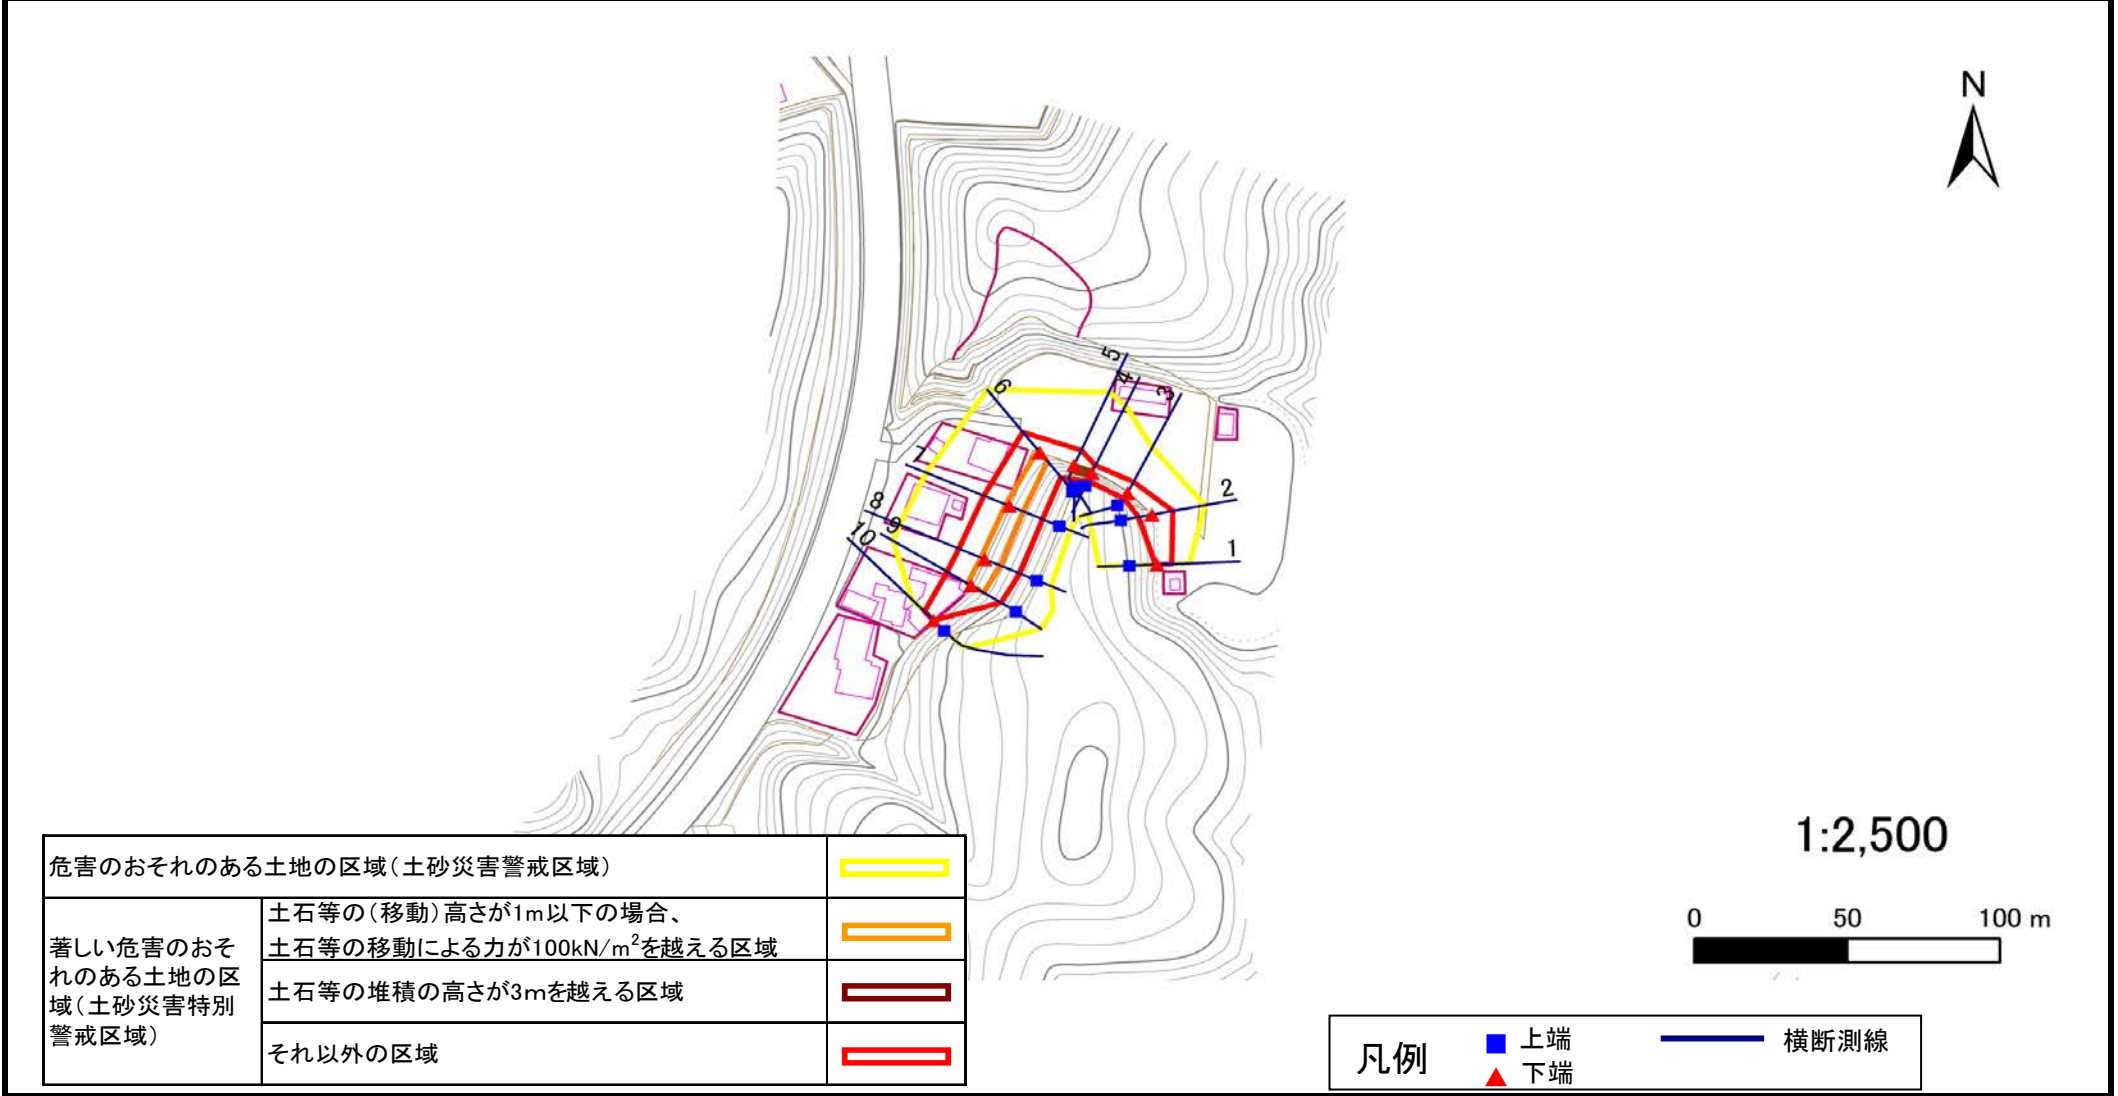 N
5
4
3
6
7
2
8
9
10
1
1:2,500
0 50 100 m
危害のおそれのある土地の区域(土砂災害警戒区域)
著しい危害のおそ
れのある土地の区
域(土砂災害特別
警戒区域)
土石等の(移動)高さが1m以下の場合、
土石等の移動による力が100kN/m²を越える区域
土石等の堆積の高さが3mを越える区域
それ以外の区域
凡例
上端
下端
横断測線